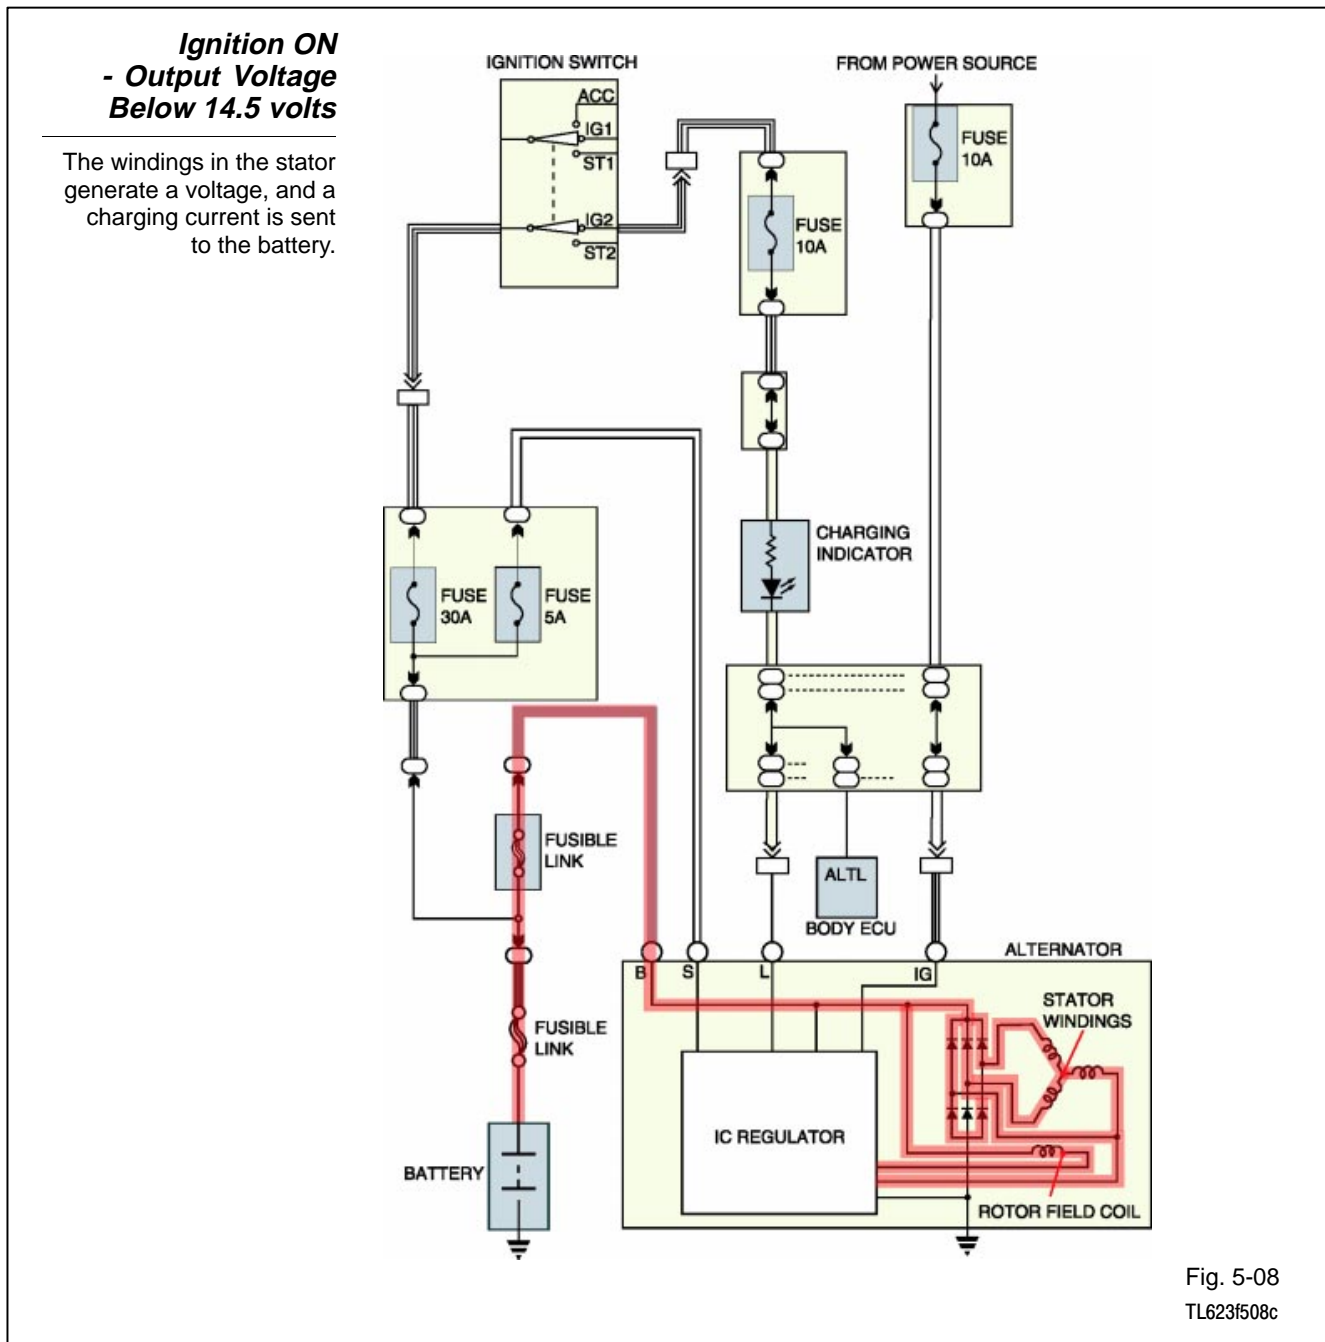 Ignition ON
- Output Voltage
Below 14.5 volts
The windings in the stator
generate a voltage, and a
charging current is sent
to the battery.
IGNITION SWITCH
ACC
IG1
ST1
IG2
ST2
FROM POWER SOURCE
FUSE
10A
FUSE
10A
CHARGING
INDICATOR
FUSE
30A
FUSE
5A
FUSIBLE
LINK
ALTL
BODY ECU
FUSIBLE
LINK
B
S
L
IG
ALTERNATOR
STATOR
WINDINGS
IC REGULATOR
BATTERY
ROTOR FIELD COIL
Fig. 5-08
TL623f508c